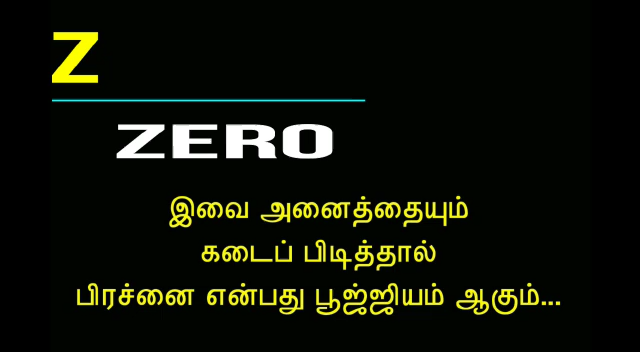 Z
ZERO
இவை அனைத்தையும்
கடைப் பிடித்தால்
பிரச்னை என்பது பூஜ்ஜியம் ஆகும்...